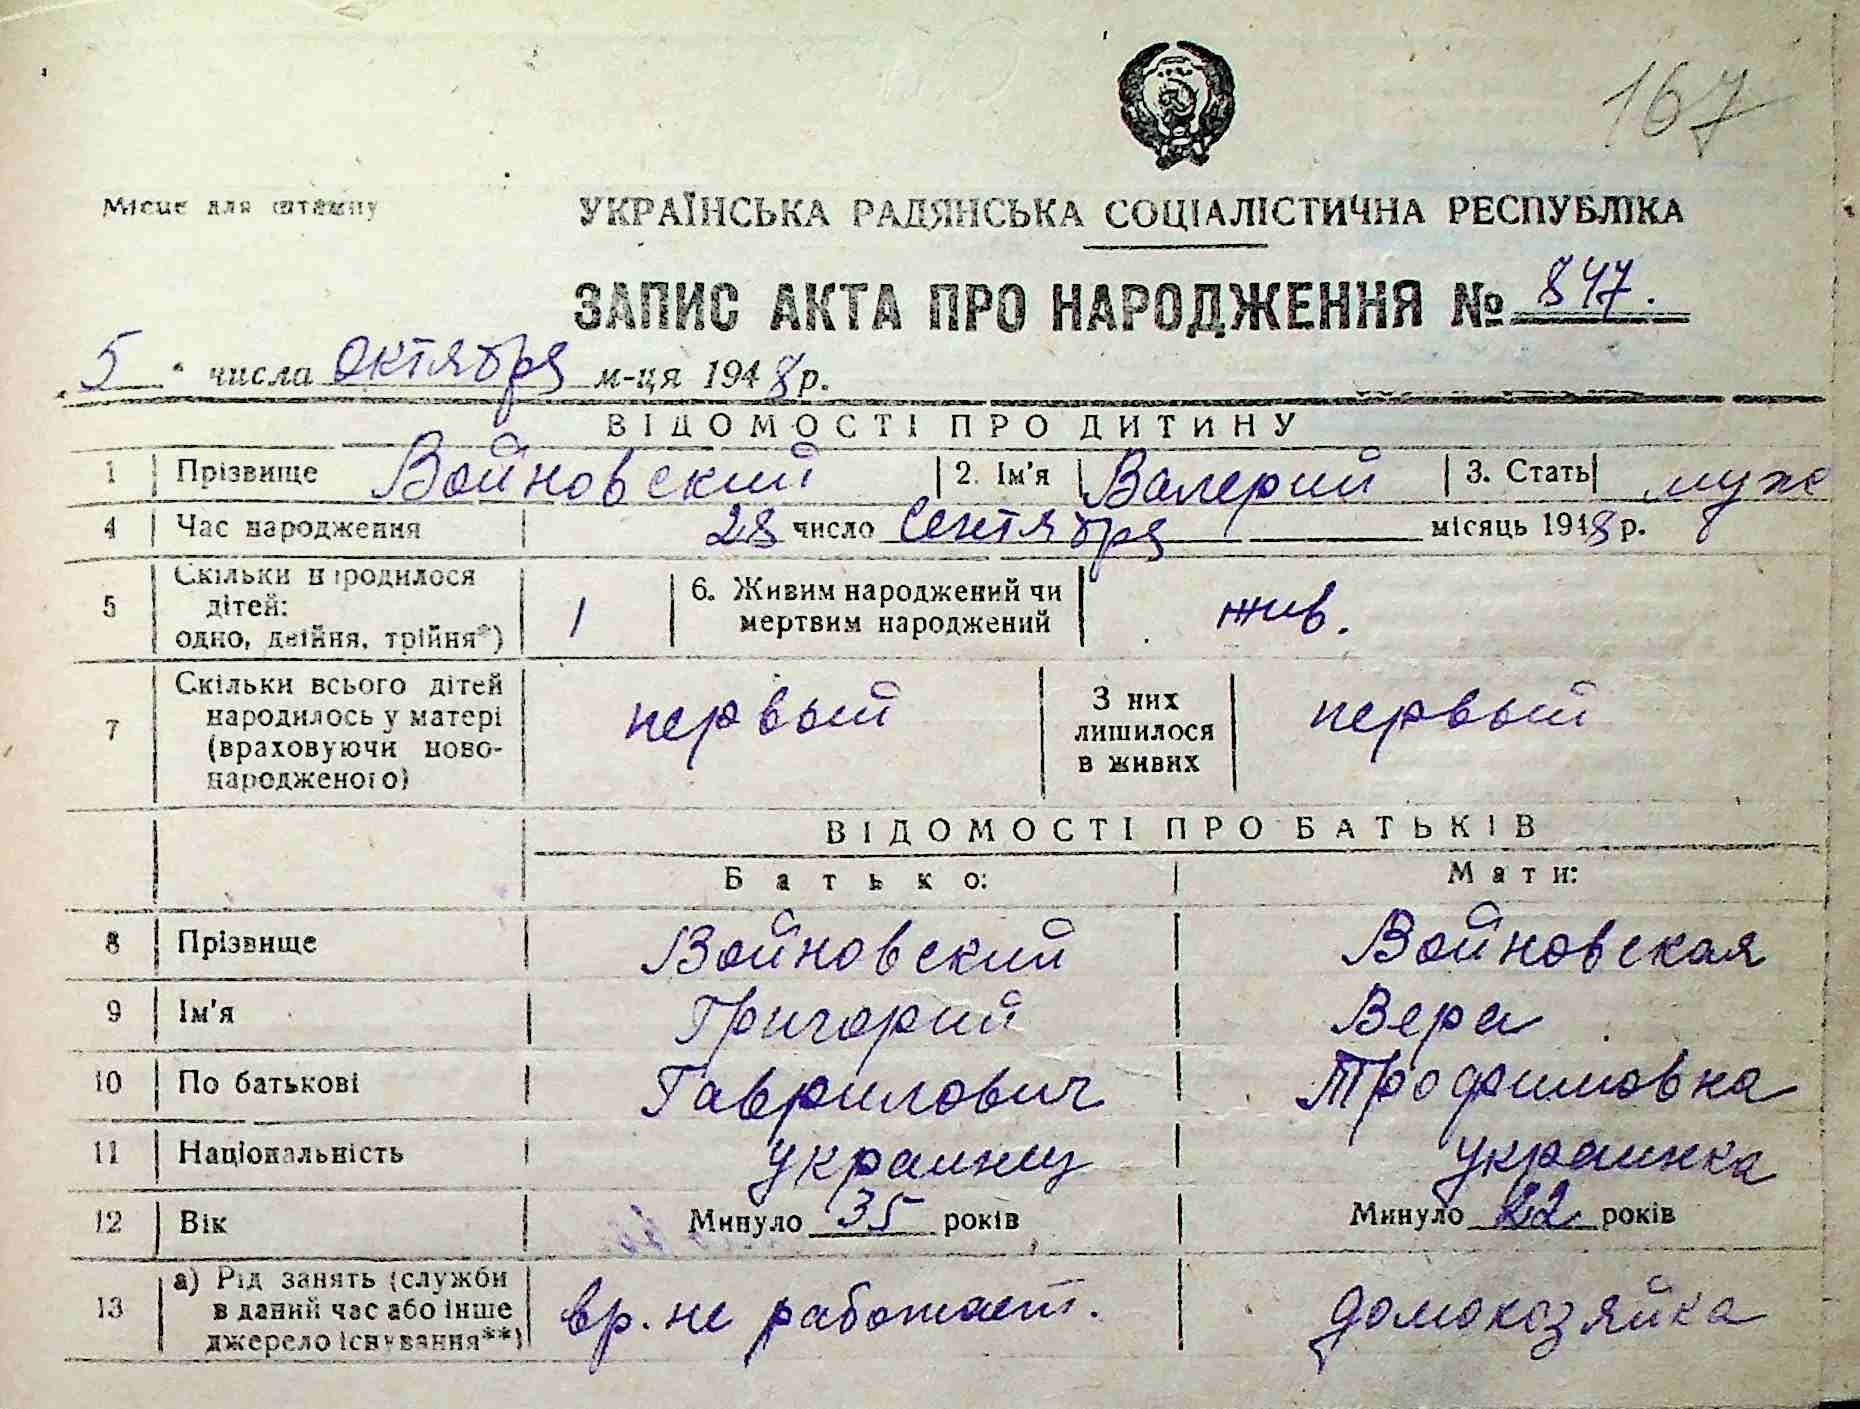 167
Місце для штампу
УКРАЇНСЬКА РАДЯНСЬКА СОЦІАЛІСТИЧНА РЕСПУБЛІКА
ЗАПИС АКТА ПРО НАРОДЖЕННЯ № 847.
„5“ числа октября м-ця 1948 р.
ВІДОМОСТІ ПРО ДИТИНУ
1 Прізвище Войновский 2. Ім'я Валерий 3. Стать муж
4 Час народження 28 число Сентября місяць 1948 р.
5 Скільки народилося дітей: одно, двійня, трійня*) 1 6. Живим народжений чи мертвим народжений жив.
7 Скільки всього дітей народилось у матері (враховуючи ново-народженого) первый З них лишилося в живих первый
ВІДОМОСТІ ПРО БАТЬКІВ
Батько: Мати:
8 Прізвище Войновский Войновская
9 Ім'я Григорий Вера
10 По батькові Гаврилович Трофимовна
11 Національність украинец украинка
12 Вік Минуло 35 років Минуло 22 років
13 а) Рід занять (служби в даний час або інше джерело існування**) вр. не работает. домохозяйка